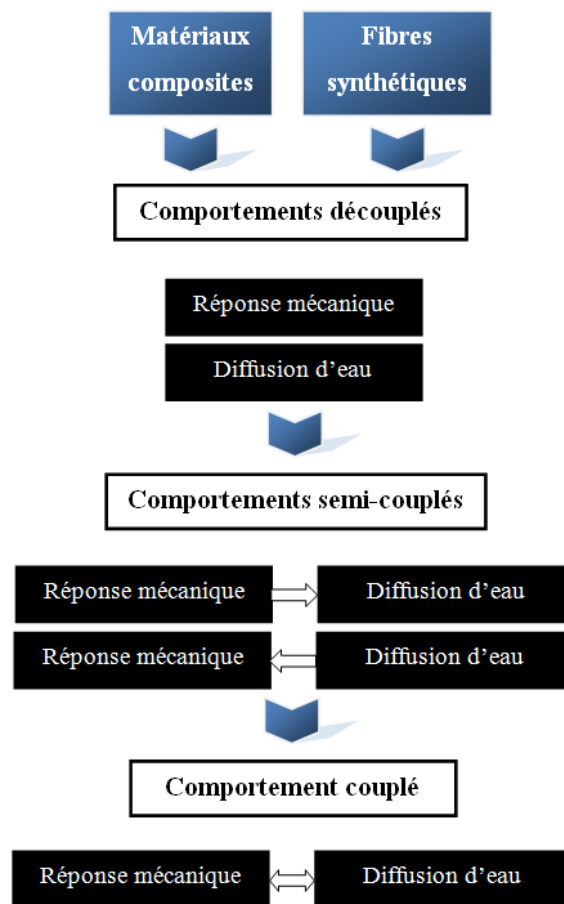 Matériaux
composites
Fibres
synthétiques
Comportements découplés
Réponse mécanique
Diffusion d'eau
Comportements semi-couplés
Réponse mécanique
Diffusion d'eau
Réponse mécanique
Diffusion d'eau
Comportement couplé
Réponse mécanique
Diffusion d'eau